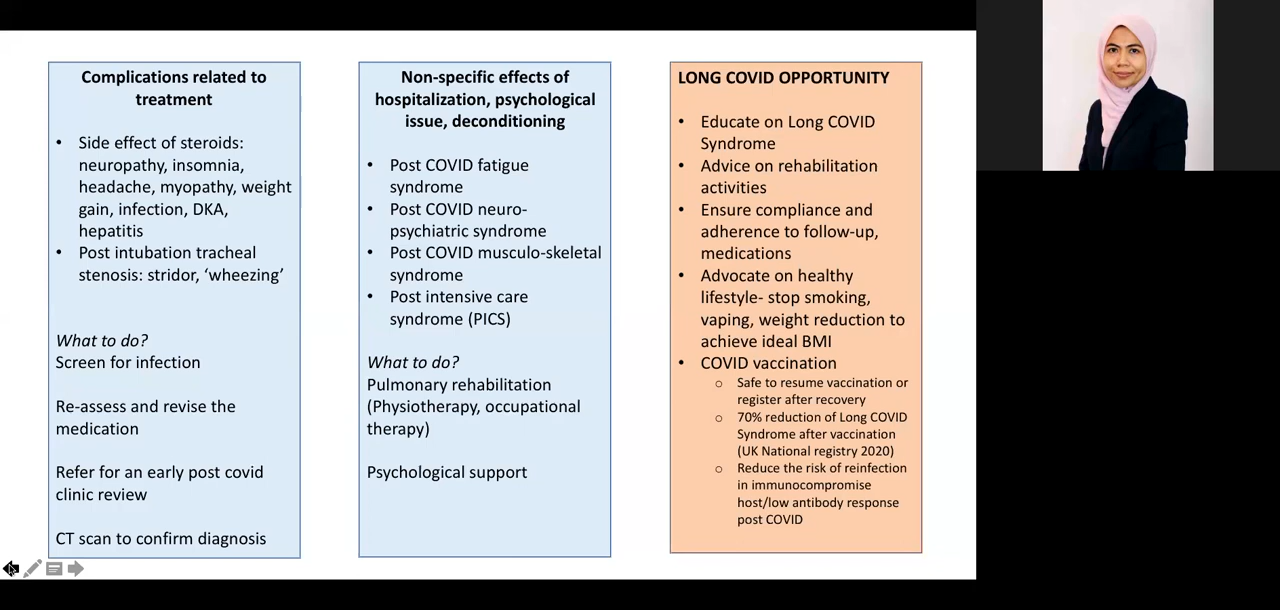 Complications related to
treatment
• Side effect of steroids:
neuropathy, insomnia,
headache, myopathy, weight
gain, infection, DKA,
hepatitis
• Post intubation tracheal
stenosis: stridor, ‘wheezing’
What to do?
Screen for infection
Re-assess and revise the
medication
Refer for an early post covid
clinic review
CT scan to confirm diagnosis
Non-specific effects of
hospitalization, psychological
issue, deconditioning
• Post COVID fatigue
syndrome
• Post COVID neuro-
psychiatric syndrome
• Post COVID musculo-skeletal
syndrome
• Post intensive care
syndrome (PICS)
What to do?
Pulmonary rehabilitation
(Physiotherapy, occupational
therapy)
Psychological support
LONG COVID OPPORTUNITY
• Educate on Long COVID
Syndrome
• Advice on rehabilitation
activities
• Ensure compliance and
adherence to follow-up,
medications
• Advocate on healthy
lifestyle- stop smoking,
vaping, weight reduction to
achieve ideal BMI
• COVID vaccination
o Safe to resume vaccination or
register after recovery
o 70% reduction of Long COVID
Syndrome after vaccination
(UK National registry 2020)
o Reduce the risk of reinfection
in immunocompromise
host/low antibody response
post COVID